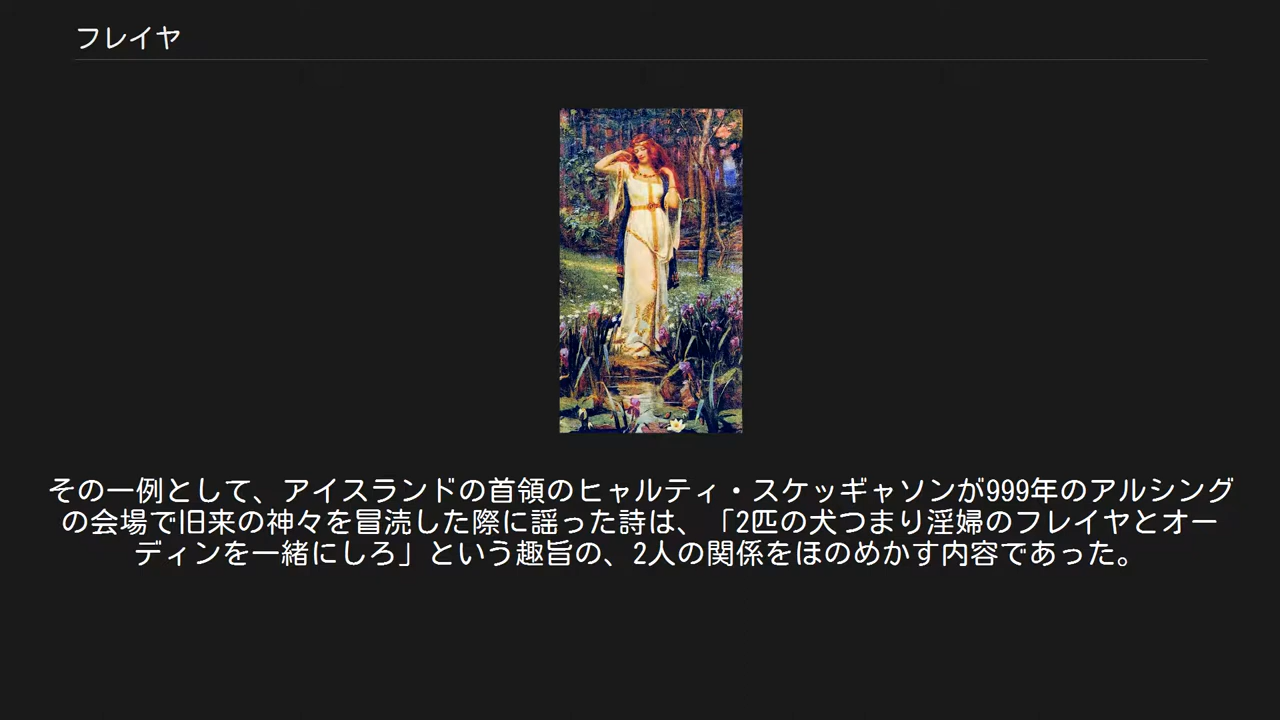 フレイヤ
その一例として、アイスランドの首領のヒャルティ・スケッギャソンが999年のアルシング
の会場で旧来の神々を冒涜した際に謡った詩は、「2匹の犬つまり淫婦のフレイヤとオー
ディンを一緒にしろ」という趣旨の、2人の関係をほのめかす内容であった。